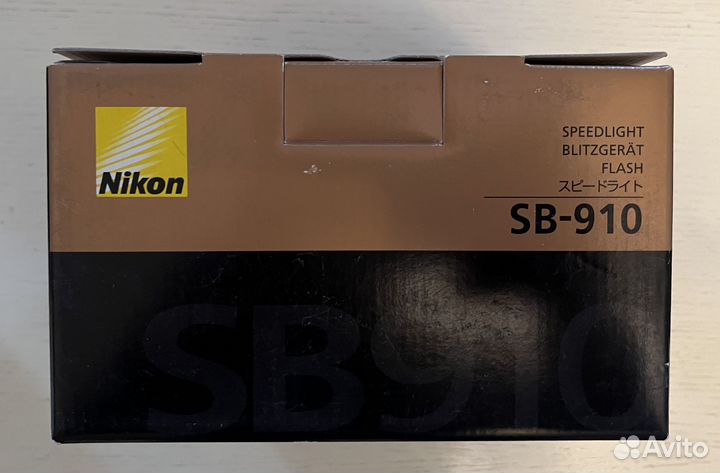 Nikon
SPEEDLIGHT
BLITZGERÄT
FLASH
スピードライト
SB-910
SB910
Avito